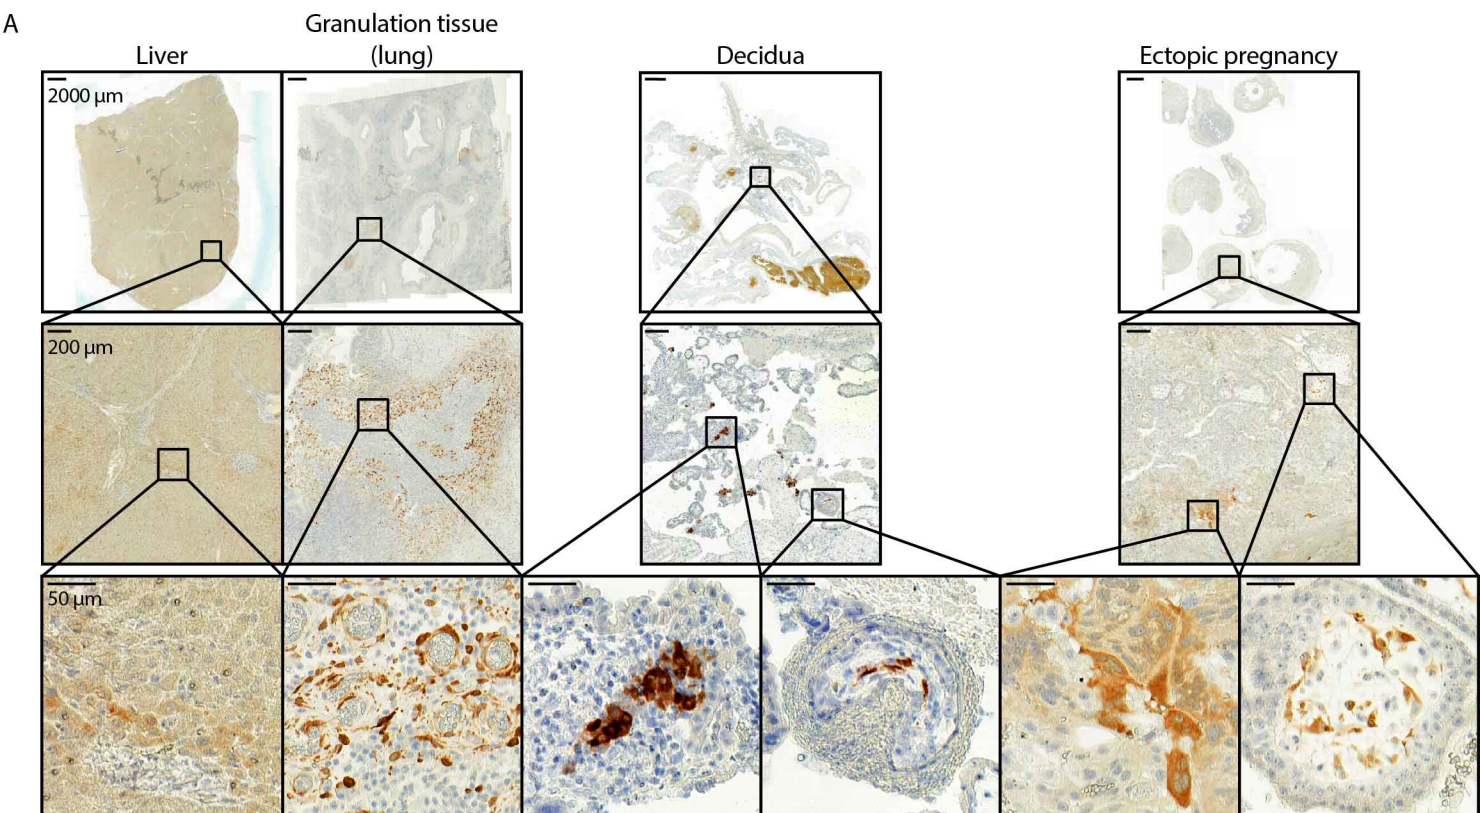 A
Granulation tissue
Liver
(lung)
Decidua
Ectopic pregnancy
2000 µm
200 µm
50 µm